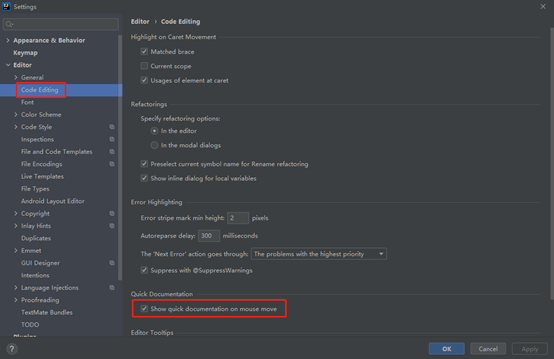 Settings
Editor › Code Editing
Appearance & Behavior
Keymap
Editor
General
Code Editing
Font
Color Scheme
Code Style
Inspections
File and Code Templates
File Encodings
Live Templates
File Types
Android Layout Editor
Copyright
Inlay Hints
Duplicates
Emmet
GUI Designer
Intentions
Language Injections
Proofreading
TextMate Bundles
TODO
Plugins
Highlight on Caret Movement
Matched brace
Current scope
Usages of element at caret
Refactorings
Specify refactoring options:
In the editor
In the modal dialogs
Preselect current symbol name for Rename refactoring
Show inline dialog for local variables
Error Highlighting
Error stripe mark min height: 2 pixels
Autoreparse delay: 300 milliseconds
The 'Next Error' action goes through: The problems with the highest priority
Suppress with @SuppressWarnings
Quick Documentation
Show quick documentation on mouse move
Editor Tooltips
?
OK Cancel Apply